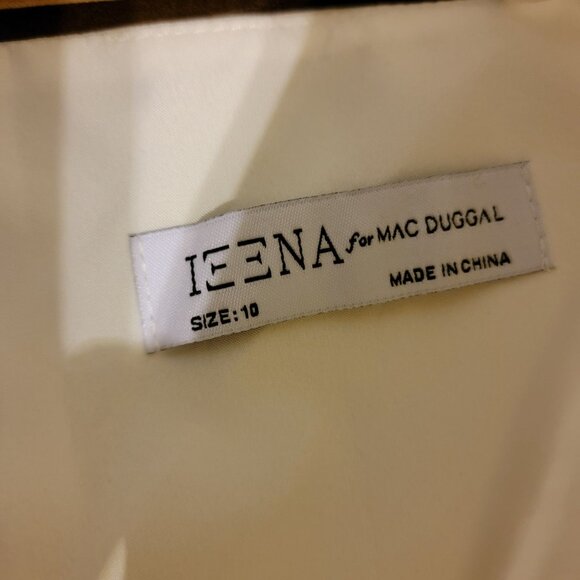 IEENA for MAC DUGGAL
SIZE: 10
MADE IN CHINA